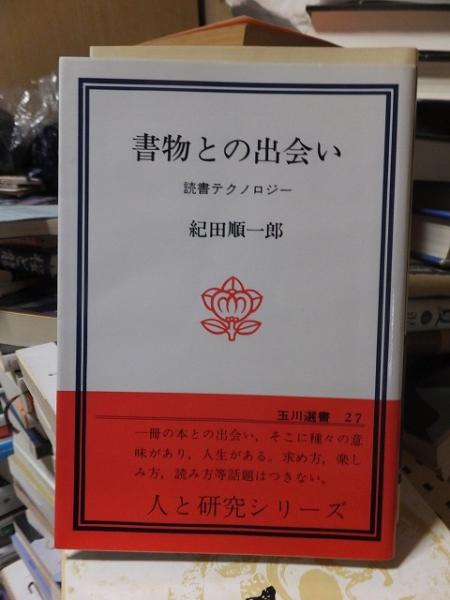 書物との出会い
読書テクノロジー
紀田順一郎
玉川選書 27
一冊の本との出会い，そこに種々の意
味があり，人生がある。求め方，楽し
み方，読み方等話題はつきない。
人と研究シリーズ